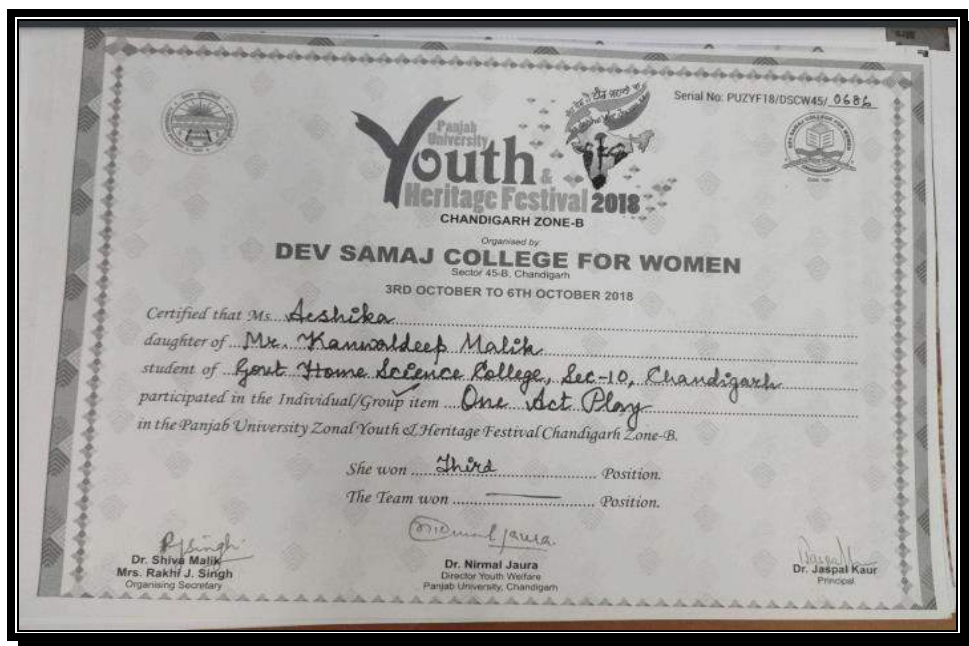 Serial No: PUZYF18/DSCW45/ 0686
Panjab
University
Youth &
Heritage Festival 2018
CHANDIGARH ZONE-B
Organised by:
DEV SAMAJ COLLEGE FOR WOMEN
Sector 45-B, Chandigarh
3RD OCTOBER TO 6TH OCTOBER 2018
Certified that Ms. Aeshika
daughter of Mr. Kanwaldeep Malik
student of Govt Home Science College, Sec-10, Chandigarh
participated in the Individual/Group item One Act Play
in the Panjab University Zonal Youth & Heritage Festival Chandigarh Zone-B.
She won Third Position.
The Team won ——— Position.
Dr. Shiva Malik
Mrs. Rakhi J. Singh
Organising Secretary
Nirmal Jaura
Dr. Nirmal Jaura
Director Youth Welfare
Panjab University, Chandigarh
Dr. Jaspal Kaur
Principal